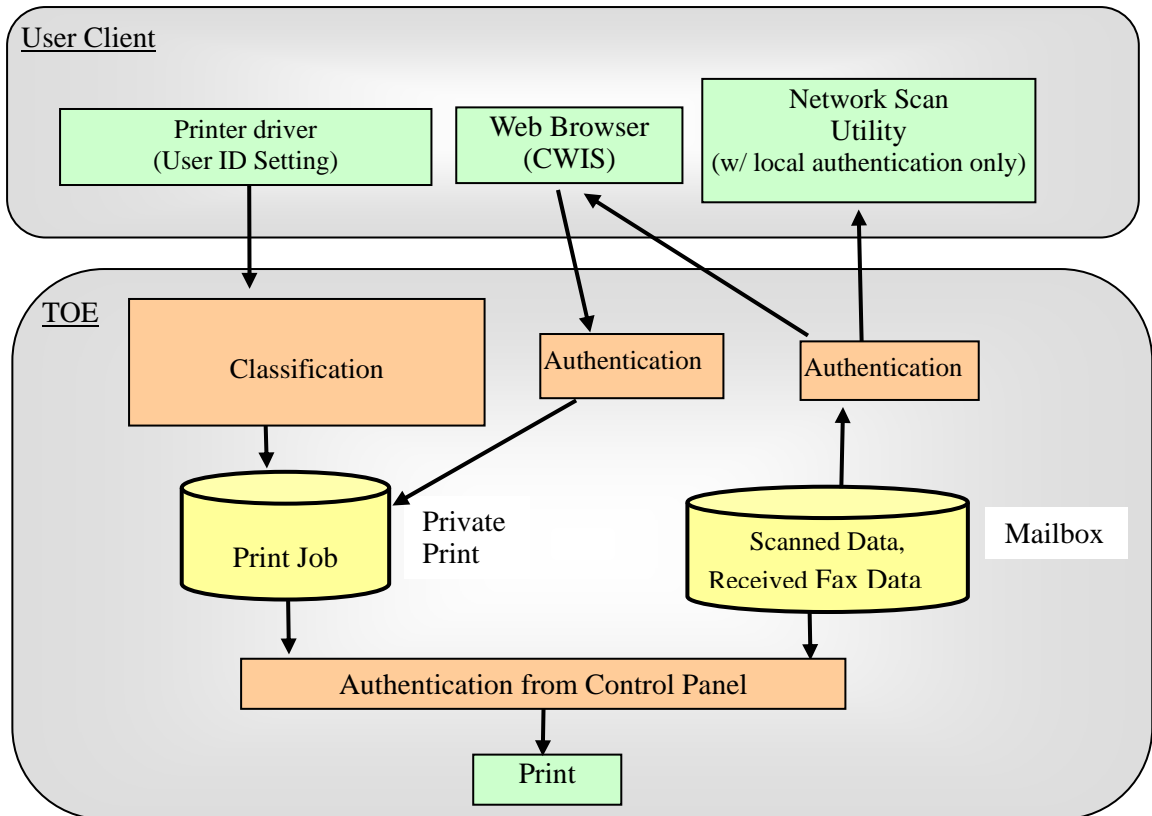 User Client
Printer driver
(User ID Setting)
Web Browser
(CWIS)
Network Scan
Utility
(w/ local authentication only)
TOE
Classification
Authentication
Authentication
Print Job
Private
Print
Scanned Data,
Received Fax Data
Mailbox
Authentication from Control Panel
Print